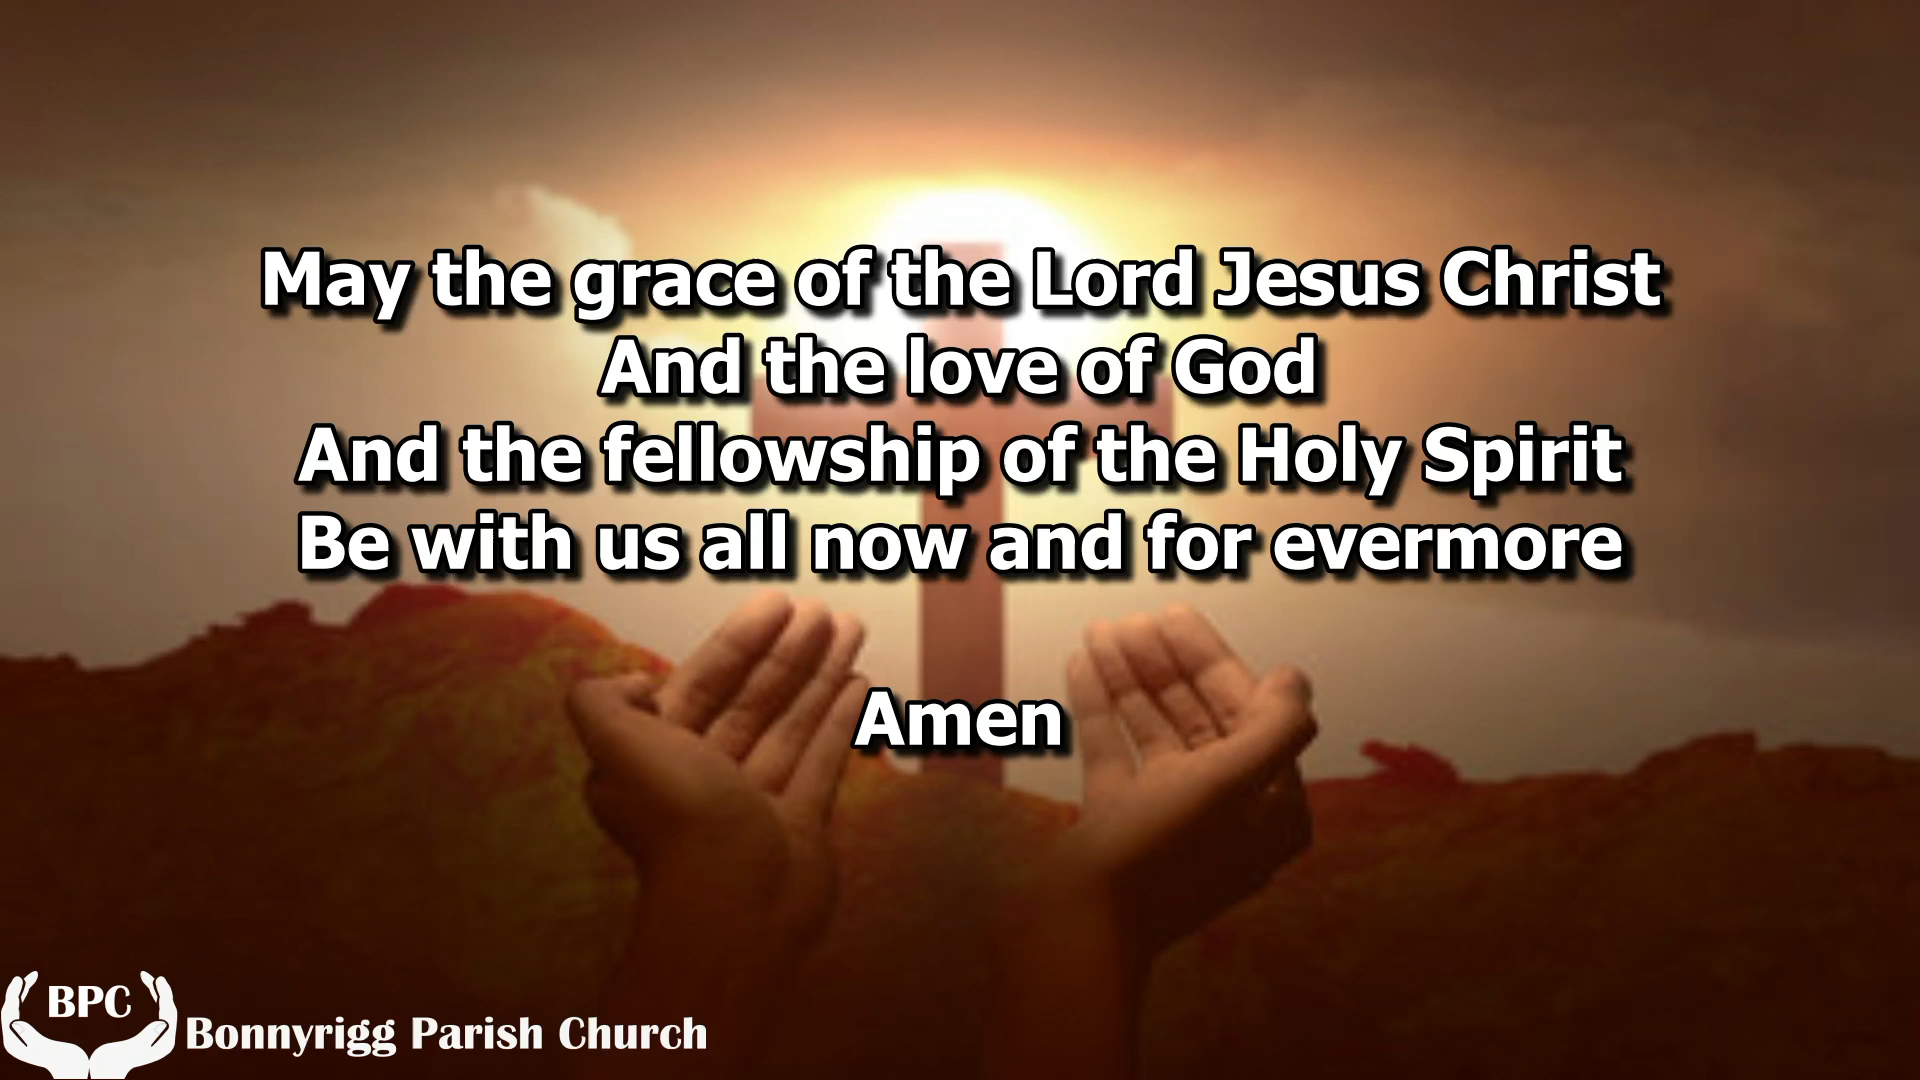 May the grace of the Lord Jesus Christ
And the love of God
And the fellowship of the Holy Spirit
Be with us all now and for evermore
Amen
BPC
Bonnyrigg Parish Church